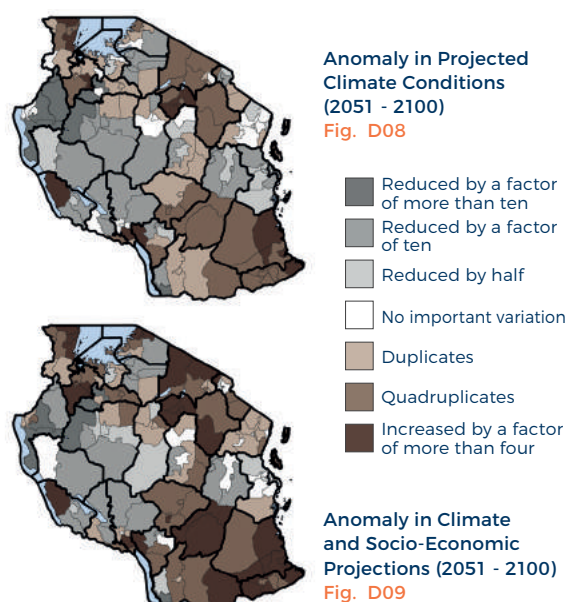 Anomaly in Projected
Climate Conditions
(2051 - 2100)
Fig. D08
Reduced by a factor
of more than ten
Reduced by a factor
of ten
Reduced by half
No important variation
Duplicates
Quadruplicates
Increased by a factor
of more than four
Anomaly in Climate
and Socio-Economic
Projections (2051 - 2100)
Fig. D09